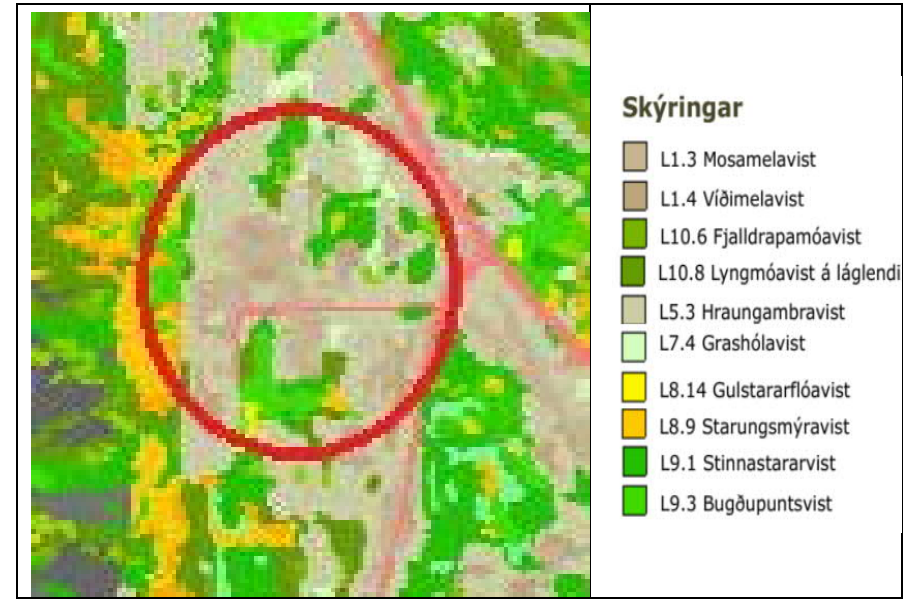 Skýringar
L1.3 Mosamelavist
L1.4 Víðimelavist
L10.6 Fjalldrapamóavist
L10.8 Lyngmóavist á láglendi
L5.3 Hraungambravist
L7.4 Grashólavist
L8.14 Gulstararflóavist
L8.9 Starungsmýravist
L9.1 Stinnastararvist
L9.3 Bugðupuntsvist